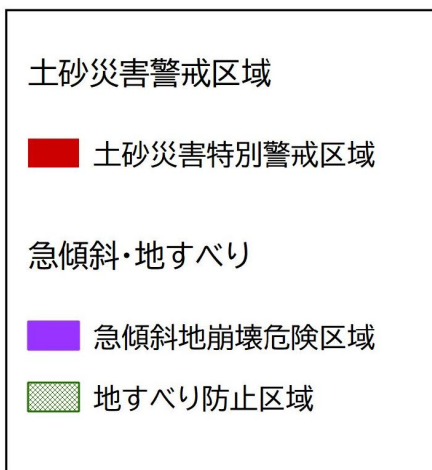 土砂災害警戒区域
土砂災害特別警戒区域
急傾斜・地すべり
急傾斜地崩壊危険区域
地すべり防止区域